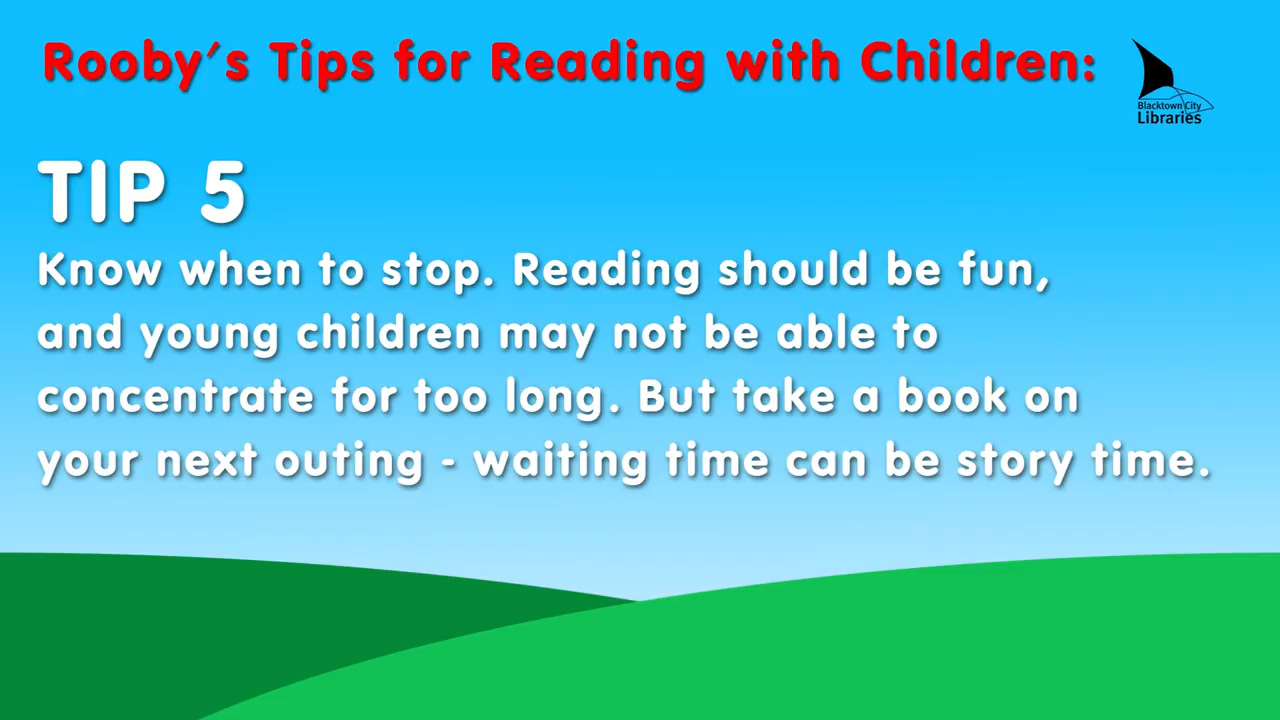 Rooby's Tips for Reading with Children:
Blacktown City
Libraries
TIP 5
Know when to stop. Reading should be fun,
and young children may not be able to
concentrate for too long. But take a book on
your next outing - waiting time can be story time.